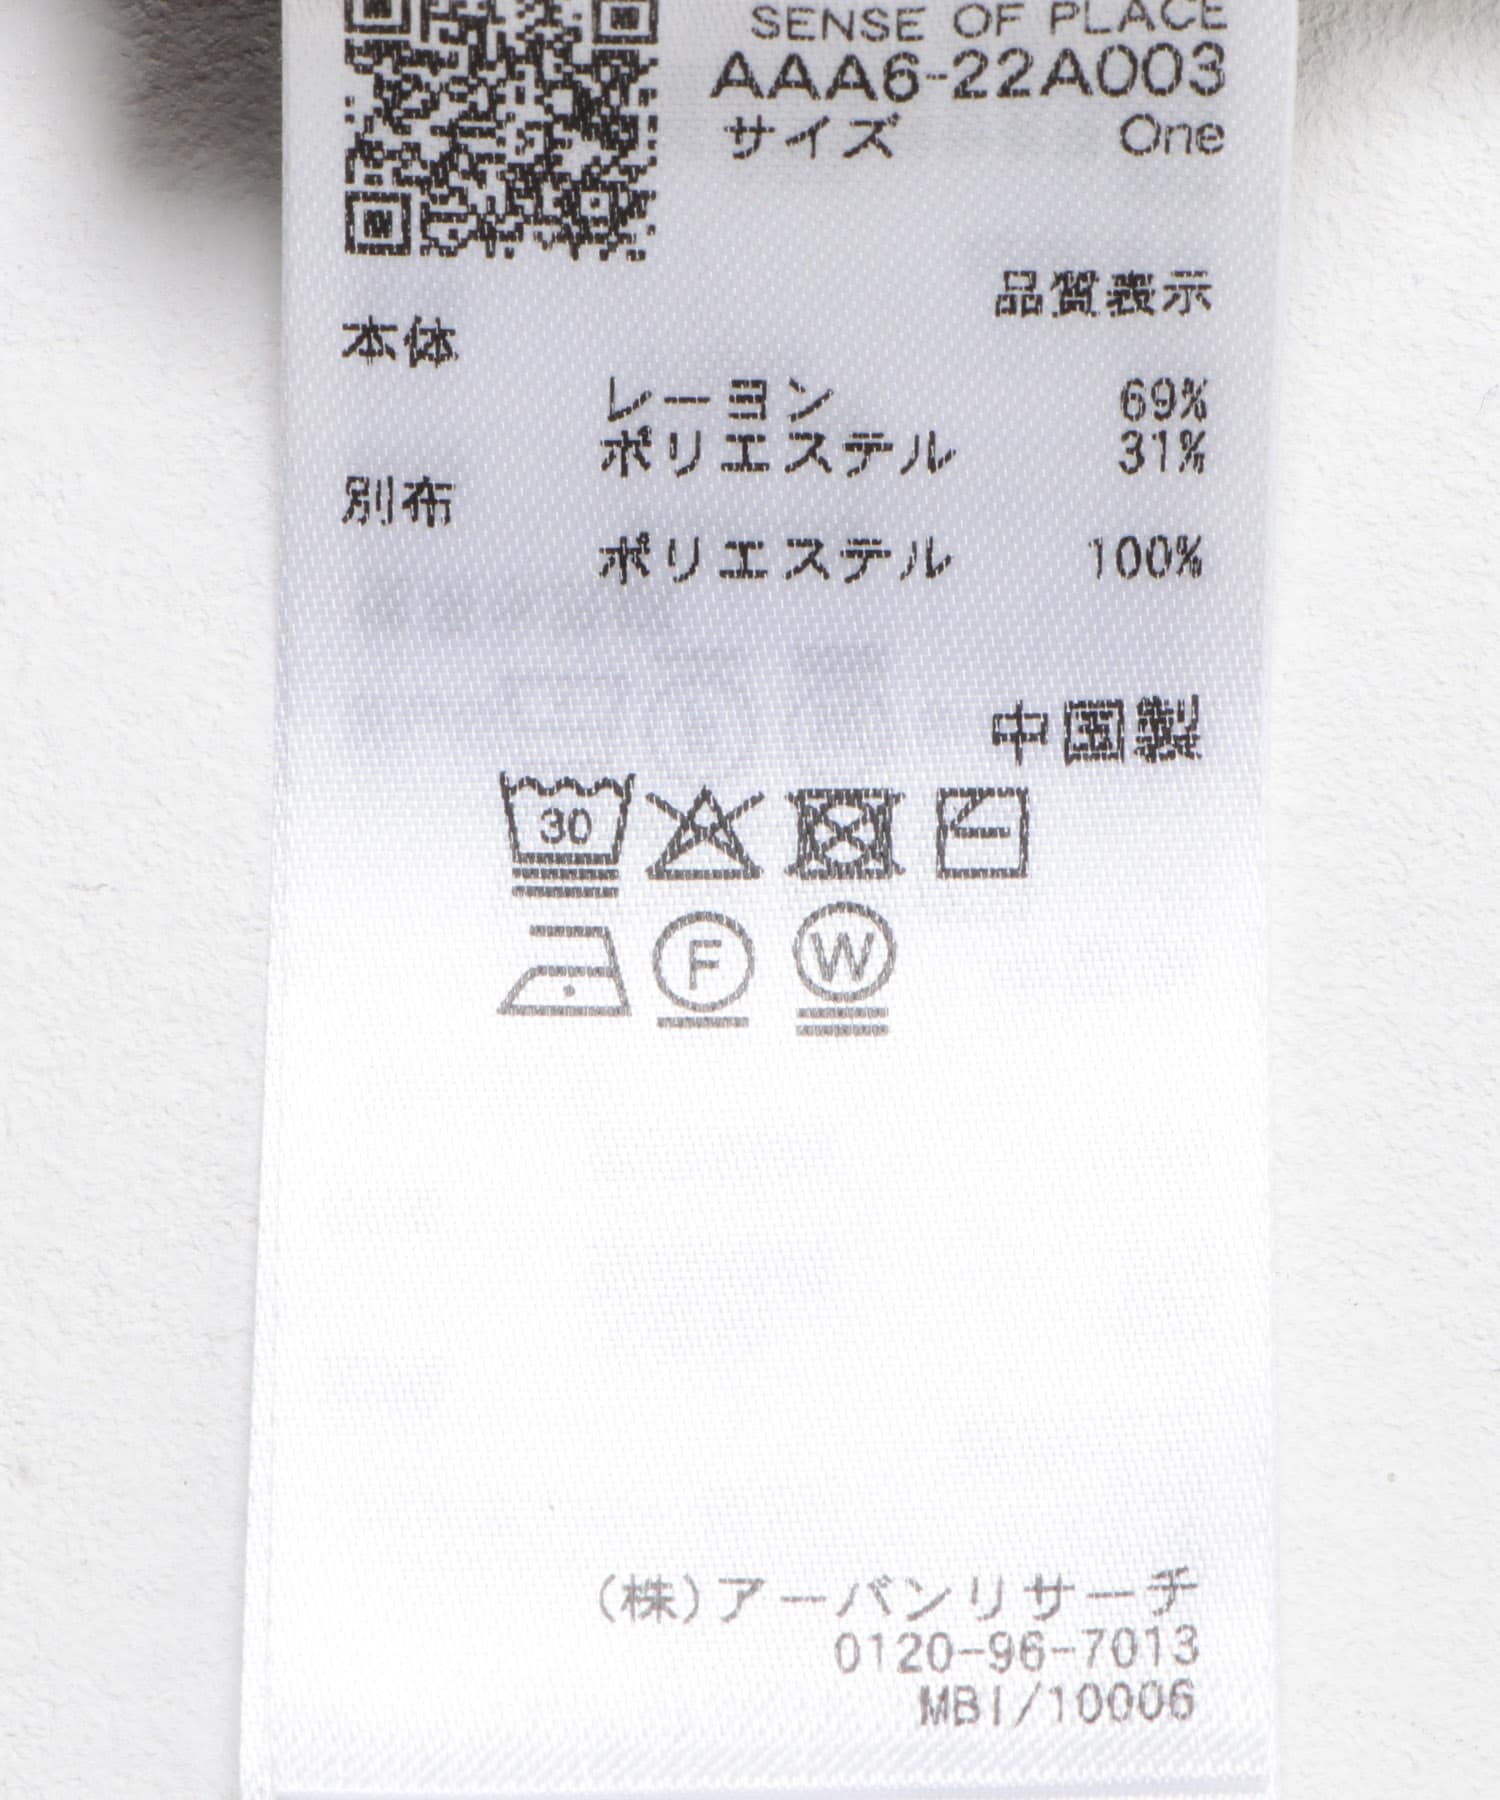 SENSE OF PLACE
AAA6-22A003
サイズ One
品質表示
本体
レーヨン 69%
ポリエステル 31%
別布
ポリエステル 100%
中国製
30
F W
(株)アーバンリサーチ
0120-96-7013
MBI/10006